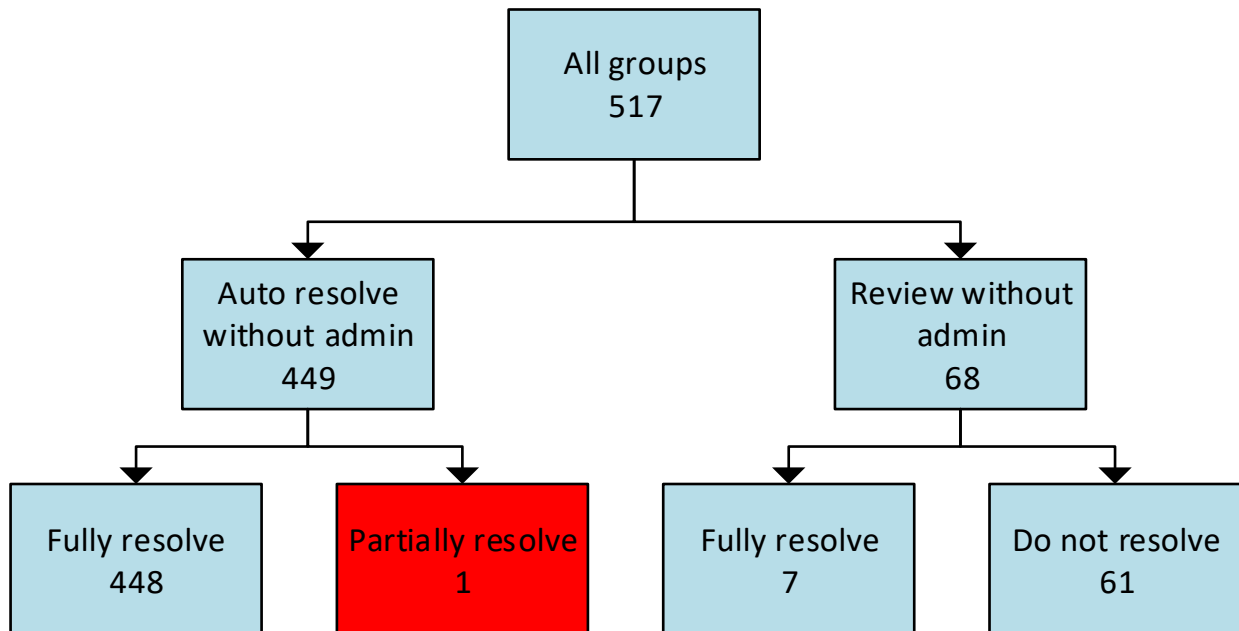 All groups
517
Auto resolve
without admin
449
Review without
admin
68
Fully resolve
448
Partially resolve
1
Fully resolve
7
Do not resolve
61